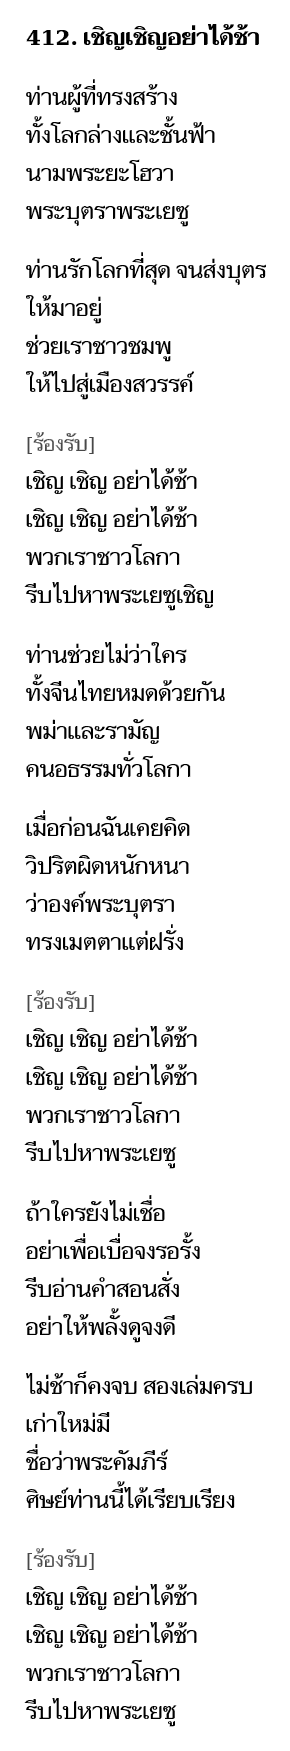 412. เชิญเชิญอย่าได้ช้า
ท่านผู้ที่ทรงสร้าง
ทั้งโลกล่างและชั้นฟ้า
นามพระยะโฮวา
พระบุตราพระเยซู
ท่านรักโลกที่สุด จนส่งบุตร
ให้มาอยู่
ช่วยเราชาวชมพู
ให้ไปสู่เมืองสวรรค์
[ร้องรับ]
เชิญ เชิญ อย่าได้ช้า
เชิญ เชิญ อย่าได้ช้า
พวกเราชาวโลกา
รีบไปหาพระเยซูเชิญ
ท่านช่วยไม่ว่าใคร
ทั้งจีนไทยหมดด้วยกัน
พม่าและรามัญ
คนอธรรมทั่วโลกา
เมื่อก่อนฉันเคยคิด
วิปริตผิดหนักหนา
ว่าองค์พระบุตรา
ทรงเมตตาแต่ฝรั่ง
[ร้องรับ]
เชิญ เชิญ อย่าได้ช้า
เชิญ เชิญ อย่าได้ช้า
พวกเราชาวโลกา
รีบไปหาพระเยซู
ถ้าใครยังไม่เชื่อ
อย่าเพื่อเบื่อจงรอรั้ง
รีบอ่านคำสอนสั่ง
อย่าให้พลั้งดูจงดี
ไม่ช้าก็คงจบ สองเล่มครบ
เก่าใหม่มี
ชื่อว่าพระคัมภีร์
ศิษย์ท่านนี้ได้เรียบเรียง
[ร้องรับ]
เชิญ เชิญ อย่าได้ช้า
เชิญ เชิญ อย่าได้ช้า
พวกเราชาวโลกา
รีบไปหาพระเยซู